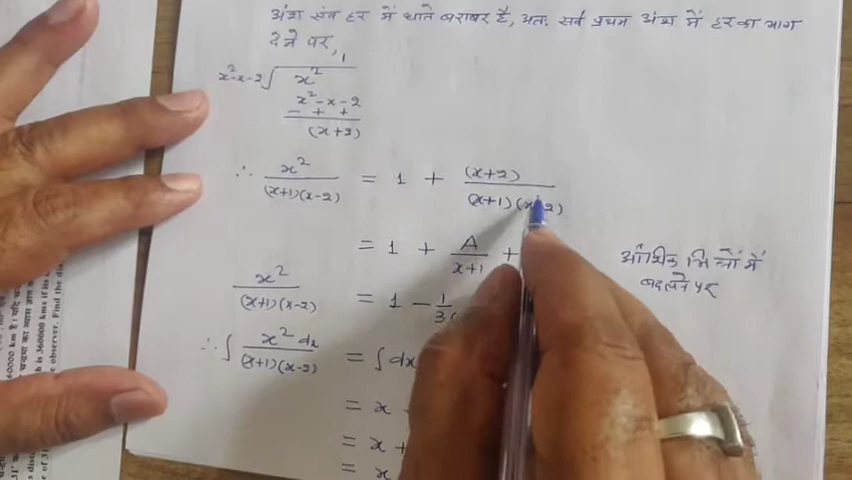 अंश एवं हर में घाते बराबर है, अतः सर्व प्रथम अंश में हर का भाग
देने पर,
1
x²-x-2 √ x²
x²-x-2
- + +
(x+2)
∴ x²/(x+1)(x-2) = 1 + (x+2)/(x+1)(x-2)
= 1 + A/x+1 +
आंशिक भिन्नों में
बदलने पर
x²/(x+1)(x-2) = 1 - 1/3(
∴ ∫ x² dx/(x+1)(x-2) = ∫ dx
= x
= x +
= x